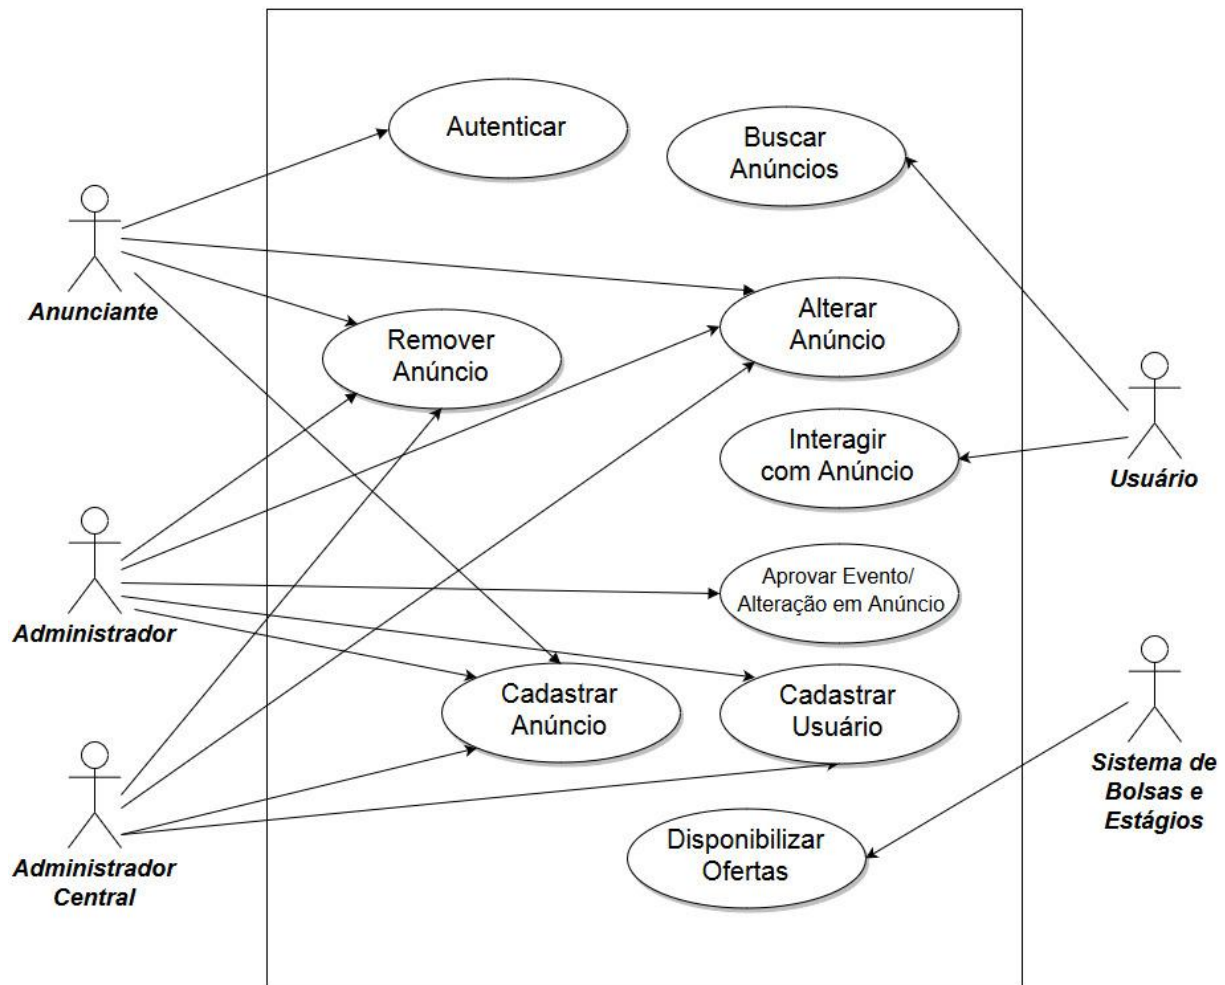 Autenticar
Buscar
Anúncios
Anunciante
Remover
Anúncio
Alterar
Anúncio
Interagir
com Anúncio
Usuário
Aprovar Evento/
Alteração em Anúncio
Administrador
Cadastrar
Anúncio
Cadastrar
Usuário
Sistema de
Bolsas e
Estágios
Disponibilizar
Ofertas
Administrador
Central